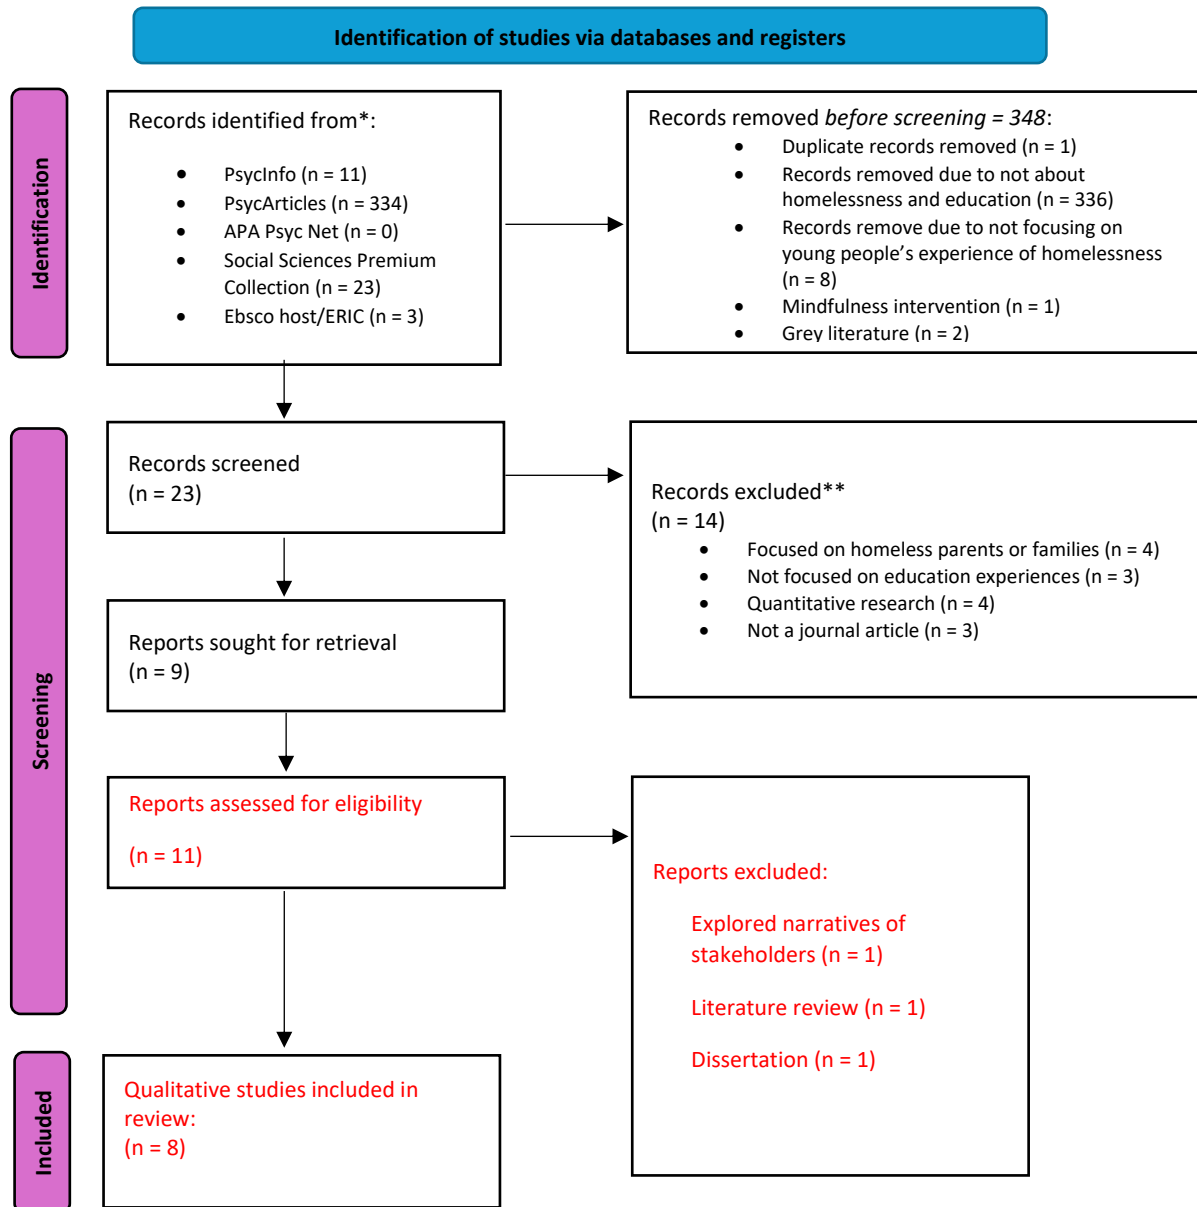 Identification of studies via databases and registers
Identification
Records identified from*:
• PsycInfo (n = 11)
• PsycArticles (n = 334)
• APA Psyc Net (n = 0)
• Social Sciences Premium
Collection (n = 23)
• Ebsco host/ERIC (n = 3)
Records removed before screening = 348:
• Duplicate records removed (n = 1)
• Records removed due to not about
homelessness and education (n = 336)
• Records remove due to not focusing on
young people’s experience of homelessness
(n = 8)
• Mindfulness intervention (n = 1)
• Grey literature (n = 2)
Screening
Records screened
(n = 23)
Records excluded**
(n = 14)
• Focused on homeless parents or families (n = 4)
• Not focused on education experiences (n = 3)
• Quantitative research (n = 4)
• Not a journal article (n = 3)
Reports sought for retrieval
(n = 9)
Reports assessed for eligibility
(n = 11)
Reports excluded:
Explored narratives of
stakeholders (n = 1)
Literature review (n = 1)
Dissertation (n = 1)
Included
Qualitative studies included in
review:
(n = 8)